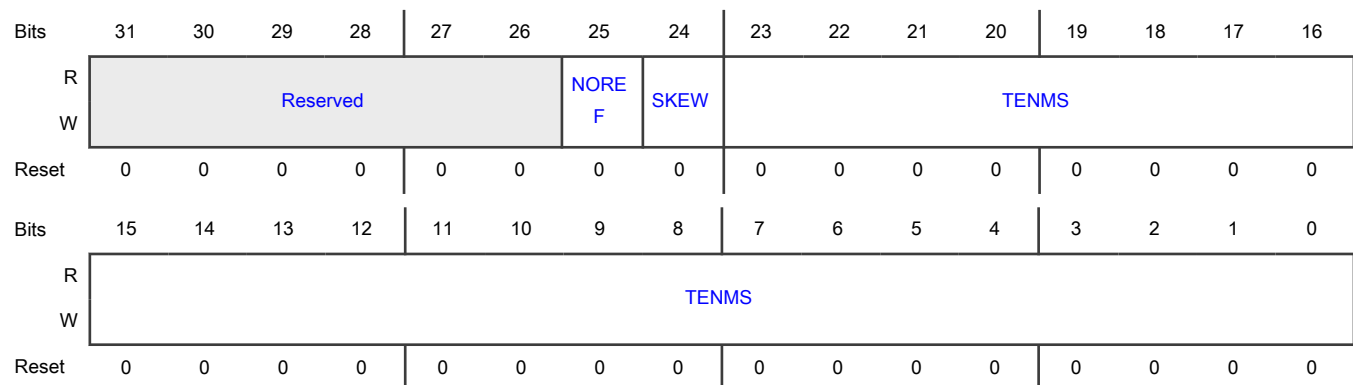 Bits 31 30 29 28 27 26 25 24 23 22 21 20 19 18 17 16
R
W
Reserved
NORE
F
SKEW
TENMS
Reset 0 0 0 0 0 0 0 0 0 0 0 0 0 0 0 0
Bits 15 14 13 12 11 10 9 8 7 6 5 4 3 2 1 0
R
W
TENMS
Reset 0 0 0 0 0 0 0 0 0 0 0 0 0 0 0 0